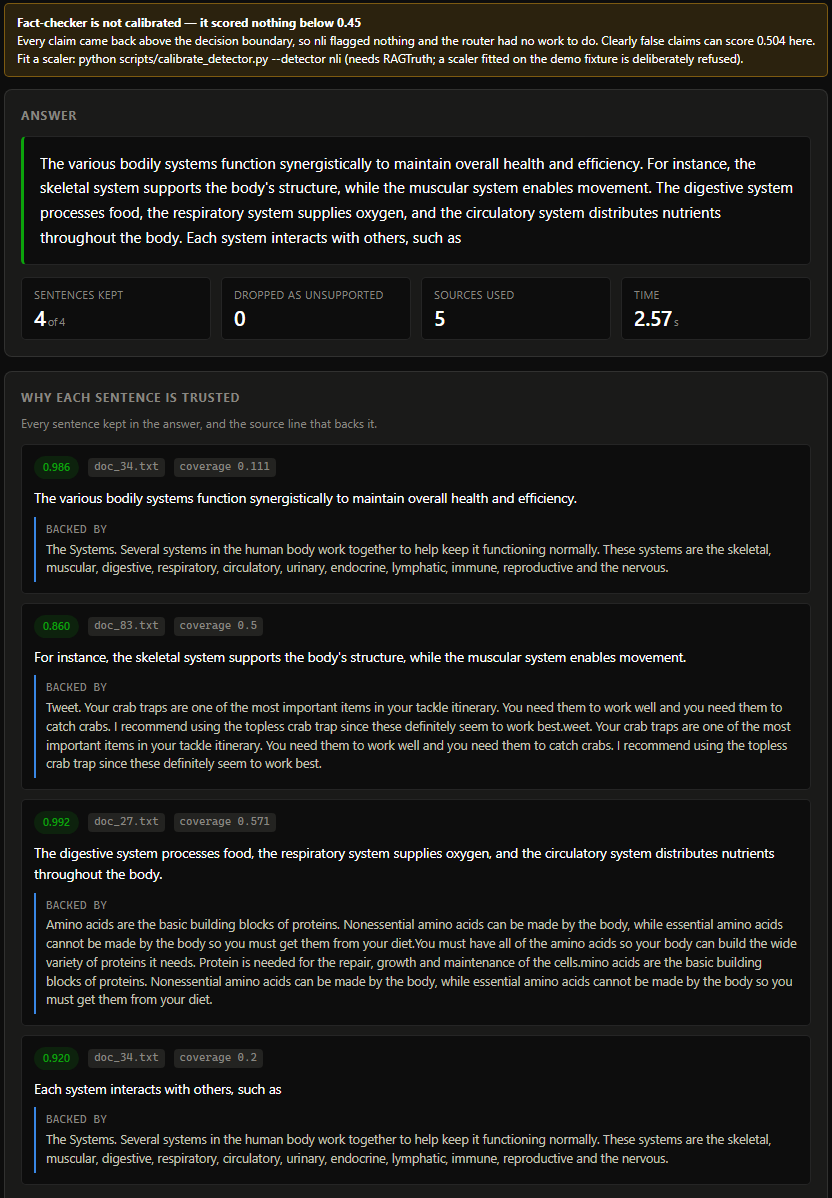 Fact-checker is not calibrated — it scored nothing below 0.45
Every claim came back above the decision boundary, so nli flagged nothing and the router had no work to do. Clearly false claims can score 0.504 here.
Fit a scaler: python scripts/calibrate_detector.py --detector nli (needs RAGTruth; a scaler fitted on the demo fixture is deliberately refused).
ANSWER
The various bodily systems function synergistically to maintain overall health and efficiency. For instance, the
skeletal system supports the body's structure, while the muscular system enables movement. The digestive system
processes food, the respiratory system supplies oxygen, and the circulatory system distributes nutrients
throughout the body. Each system interacts with others, such as
SENTENCES KEPT
4 of 4
DROPPED AS UNSUPPORTED
0
SOURCES USED
5
TIME
2.57 s
WHY EACH SENTENCE IS TRUSTED
Every sentence kept in the answer, and the source line that backs it.
0.986 doc_34.txt coverage 0.111
The various bodily systems function synergistically to maintain overall health and efficiency.
BACKED BY
The Systems. Several systems in the human body work together to help keep it functioning normally. These systems are the skeletal,
muscular, digestive, respiratory, circulatory, urinary, endocrine, lymphatic, immune, reproductive and the nervous.
0.860 doc_83.txt coverage 0.5
For instance, the skeletal system supports the body's structure, while the muscular system enables movement.
BACKED BY
Tweet. Your crab traps are one of the most important items in your tackle itinerary. You need them to work well and you need them to
catch crabs. I recommend using the topless crab trap since these definitely seem to work best.weet. Your crab traps are one of the most
important items in your tackle itinerary. You need them to work well and you need them to catch crabs. I recommend using the topless
crab trap since these definitely seem to work best.
0.992 doc_27.txt coverage 0.571
The digestive system processes food, the respiratory system supplies oxygen, and the circulatory system distributes nutrients
throughout the body.
BACKED BY
Amino acids are the basic building blocks of proteins. Nonessential amino acids can be made by the body, while essential amino acids
cannot be made by the body so you must get them from your diet.You must have all of the amino acids so your body can build the wide
variety of proteins it needs. Protein is needed for the repair, growth and maintenance of the cells.mino acids are the basic building
blocks of proteins. Nonessential amino acids can be made by the body, while essential amino acids cannot be made by the body so you
must get them from your diet.
0.920 doc_34.txt coverage 0.2
Each system interacts with others, such as
BACKED BY
The Systems. Several systems in the human body work together to help keep it functioning normally. These systems are the skeletal,
muscular, digestive, respiratory, circulatory, urinary, endocrine, lymphatic, immune, reproductive and the nervous.